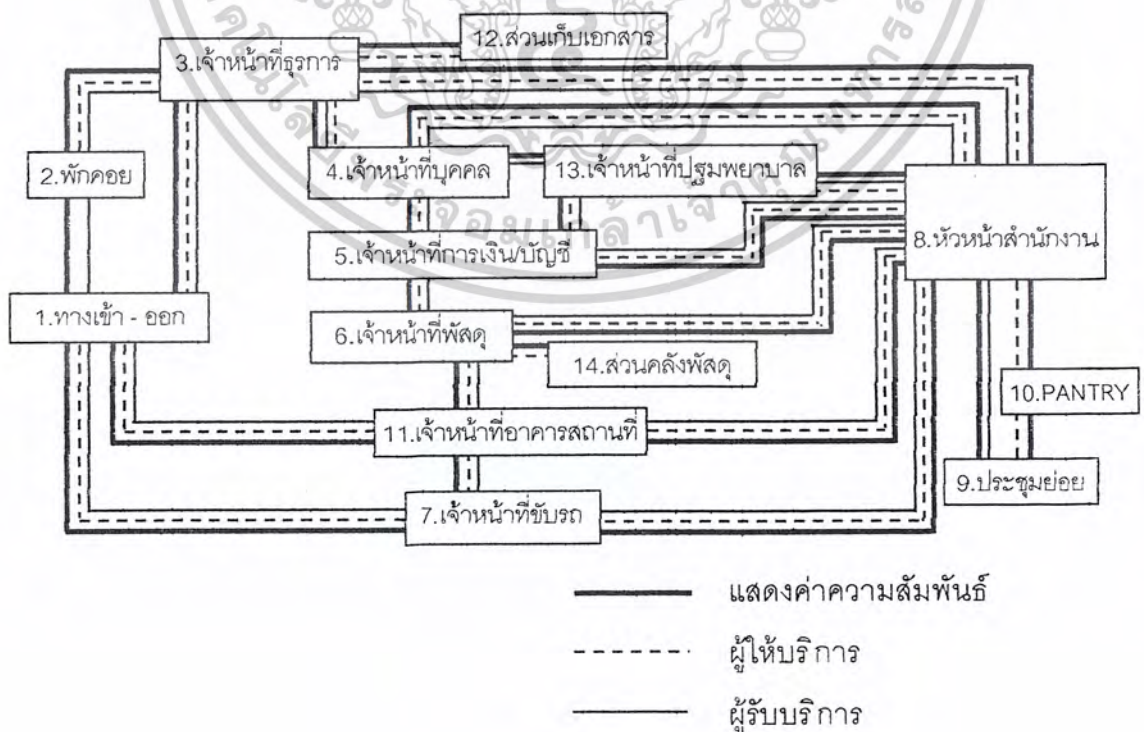 12.ส่วนเก็บเอกสาร
3.เจ้าหน้าที่ธุรการ
2.พักคอย
4.เจ้าหน้าที่บุคคล
13.เจ้าหน้าที่ปฐมพยาบาล
8.หัวหน้าสำนักงาน
5.เจ้าหน้าที่การเงิน/บัญชี
1.ทางเข้า - ออก
6.เจ้าหน้าที่พัสดุ
14.ส่วนคลังพัสดุ
10.PANTRY
11.เจ้าหน้าที่อาคารสถานที่
9.ประชุมย่อย
7.เจ้าหน้าที่ขับรถ
แสดงค่าความสัมพันธ์
ผู้ให้บริการ
ผู้รับบริการ